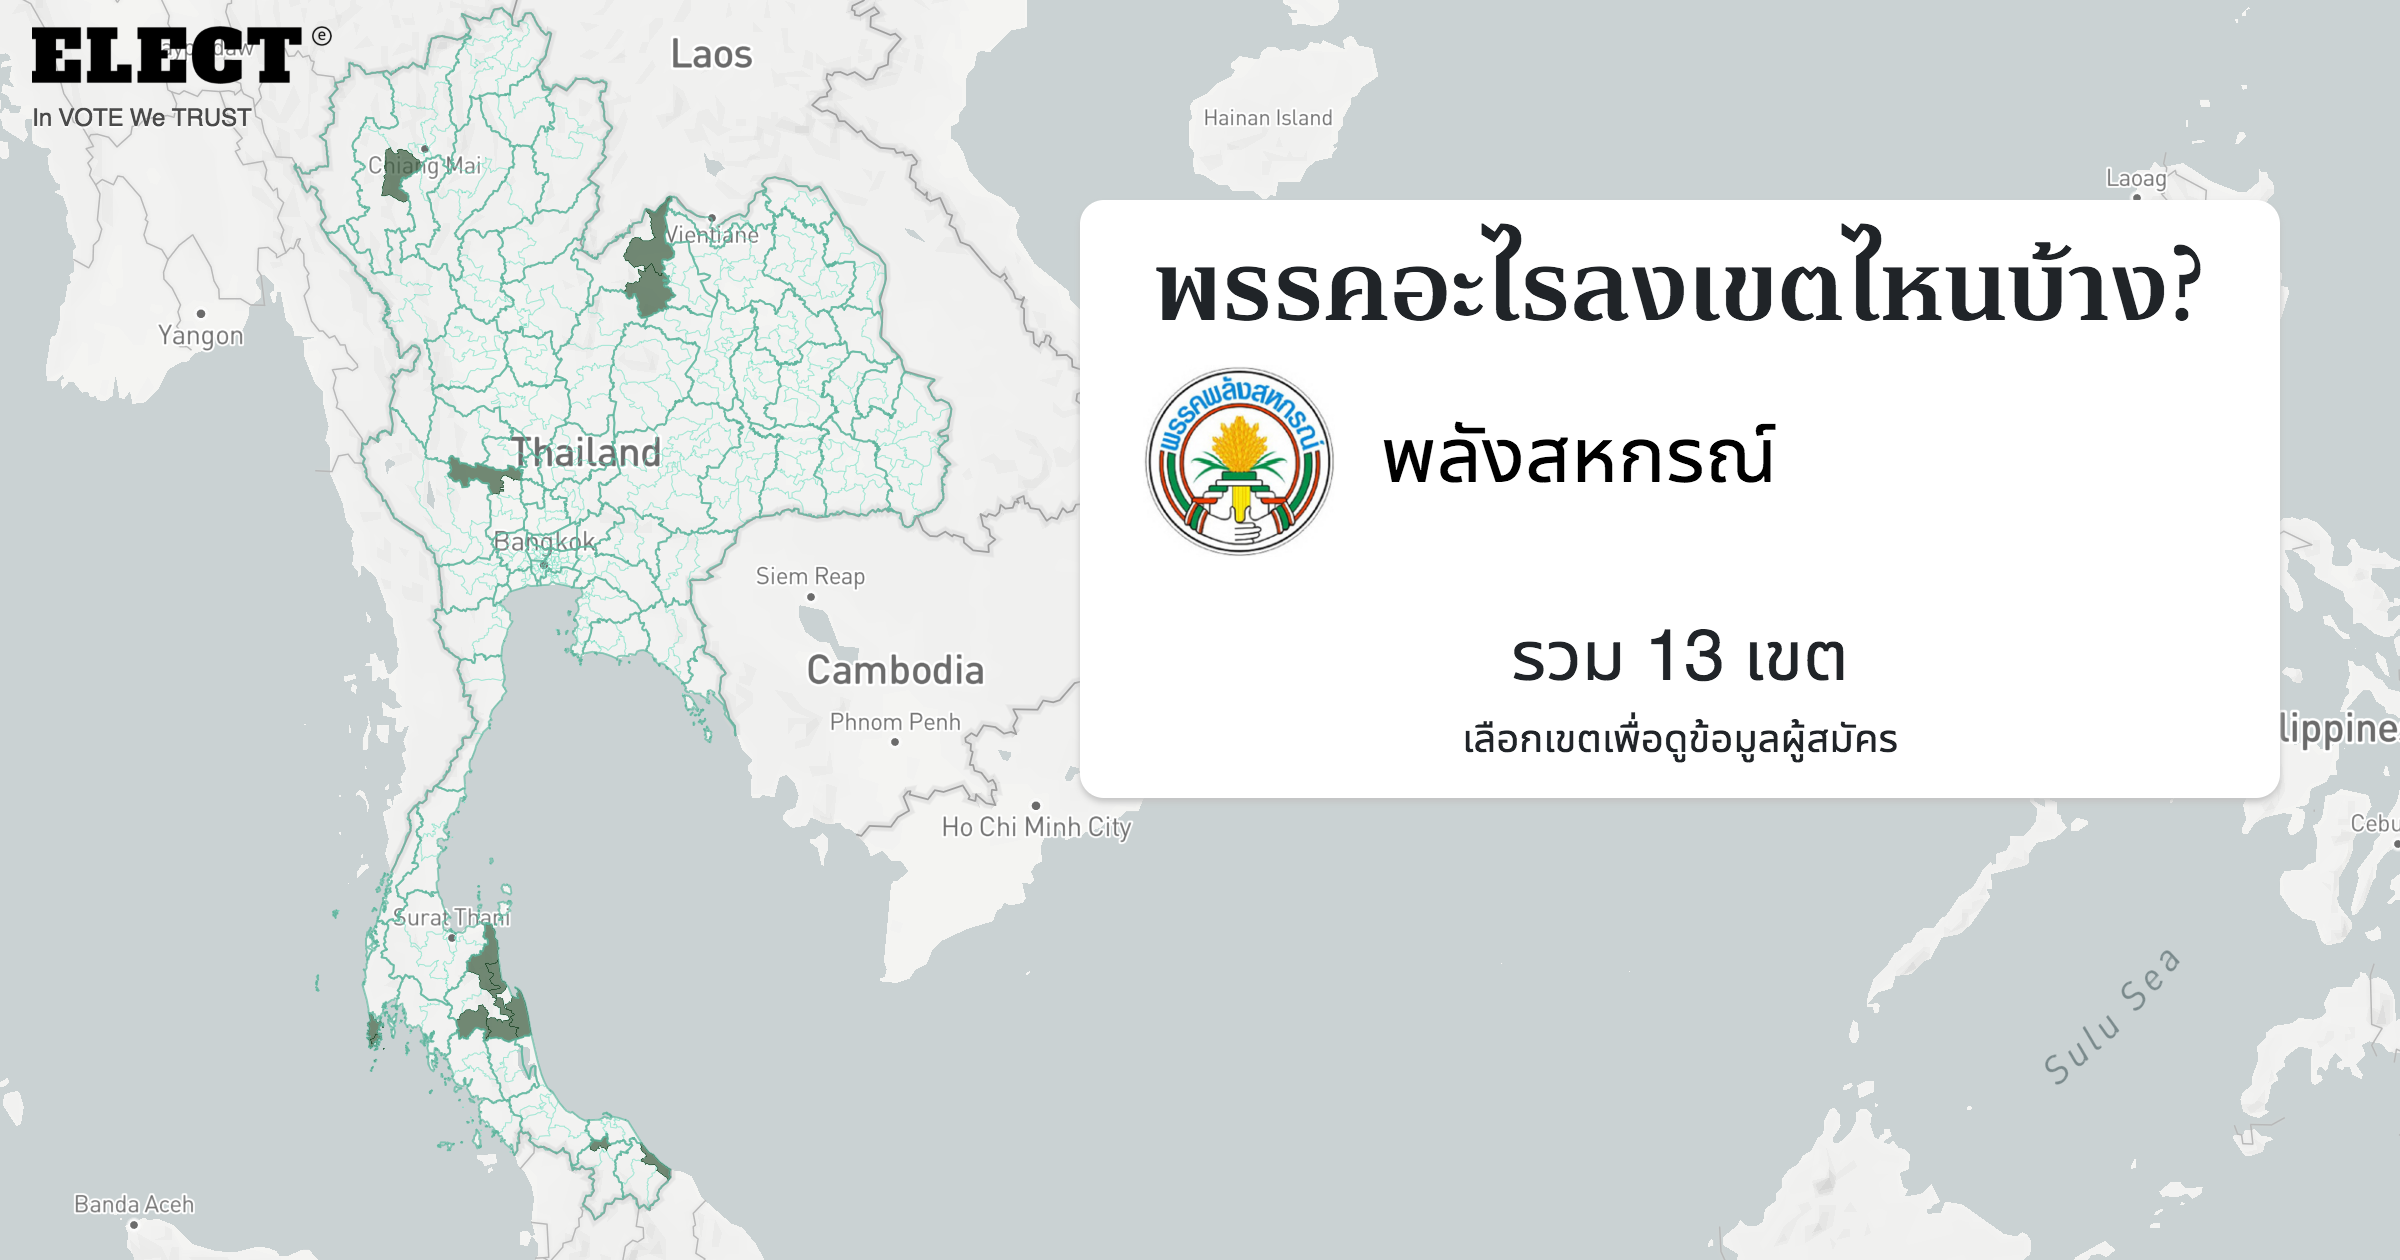 ELECT ⓔ
In VOTE We TRUST
Laos
Hainan Island
Laoag
Chiang Mai
Vientiane
Yangon
Thailand
Bangkok
Siem Reap
Cambodia
Phnom Penh
Ho Chi Minh City
Surat Thani
Banda Aceh
Sulu Sea
lippine
Cebu
พรรคอะไรลงเขตไหนบ้าง?
พรรคพลังสหกรณ์
พลังสหกรณ์
รวม 13 เขต
เลือกเขตเพื่อดูข้อมูลผู้สมัคร